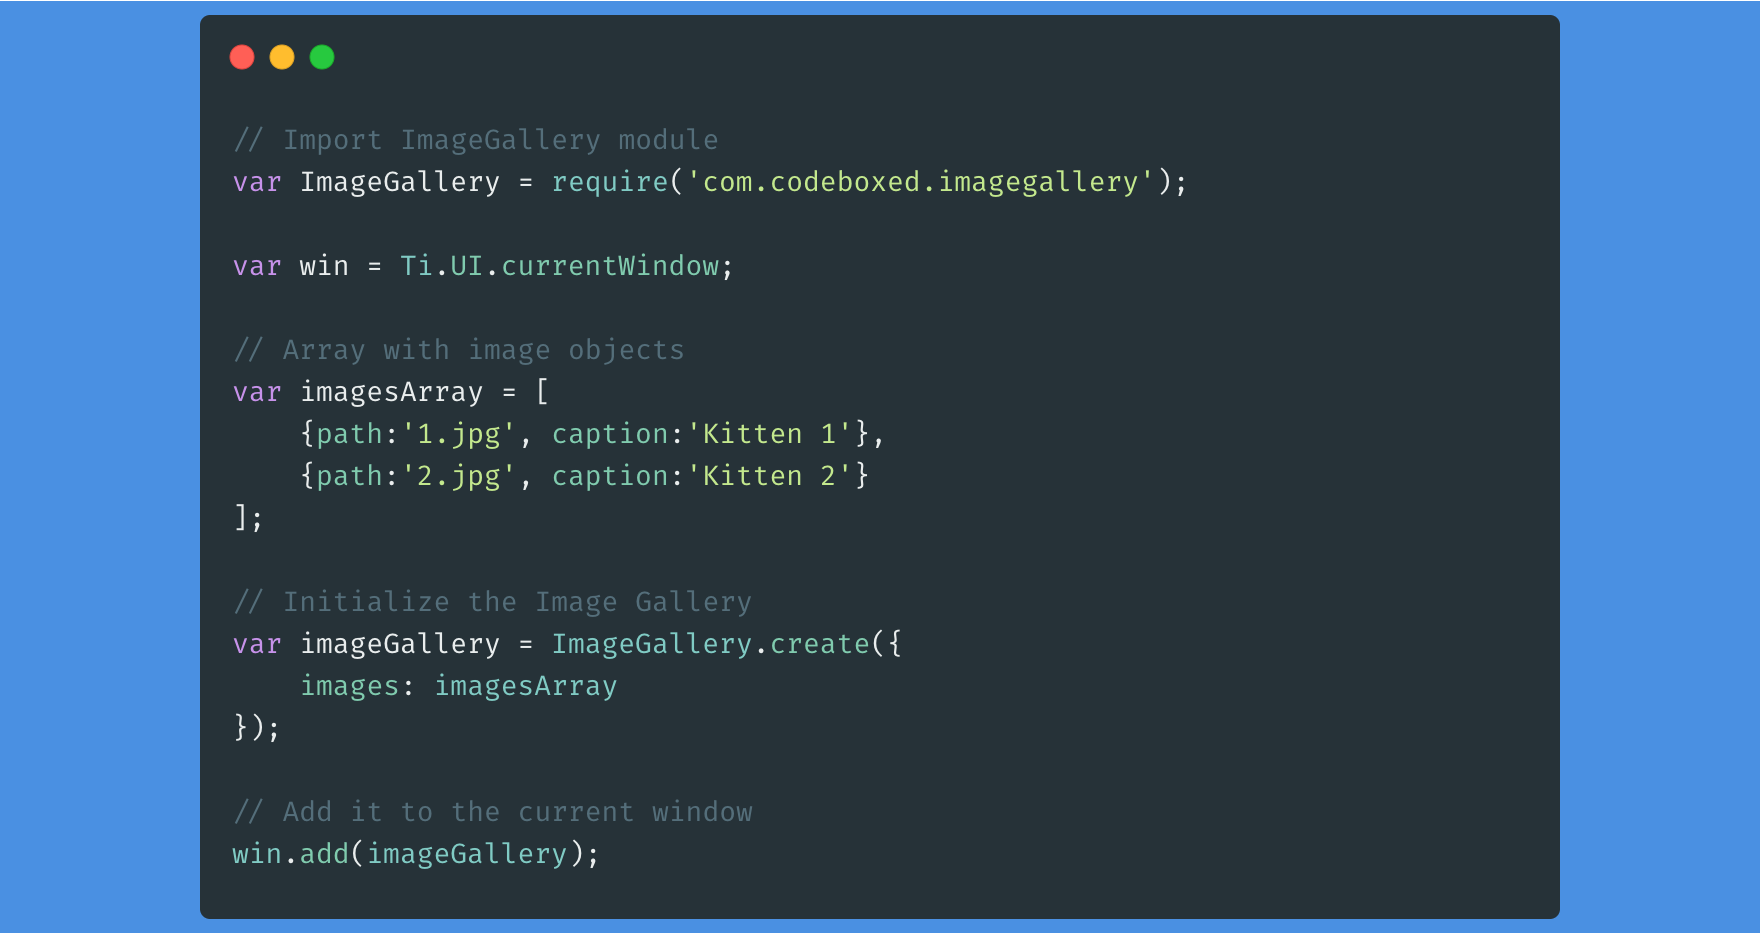 // Import ImageGallery module
var ImageGallery = require('com.codeboxed.imagegallery');
var win = Ti.UI.currentWindow;
// Array with image objects
var imagesArray = [
    {path:'1.jpg', caption:'Kitten 1'},
    {path:'2.jpg', caption:'Kitten 2'}
];
// Initialize the Image Gallery
var imageGallery = ImageGallery.create({
    images: imagesArray
});
// Add it to the current window
win.add(imageGallery);